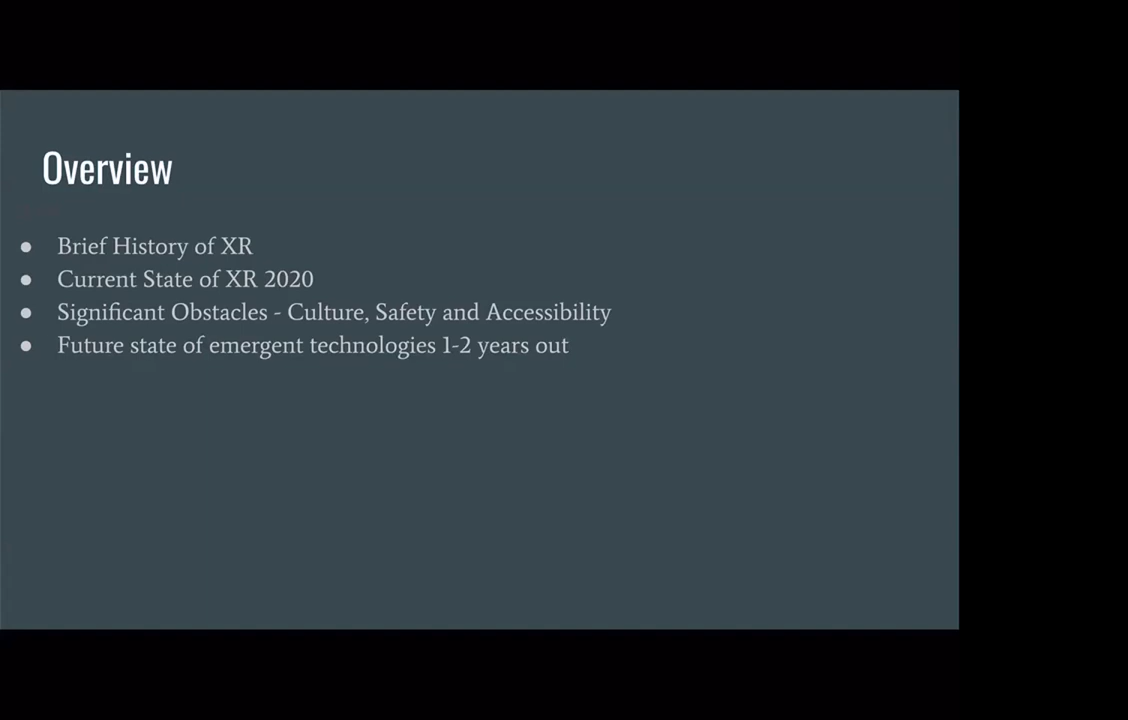 Overview
● Brief History of XR
● Current State of XR 2020
● Significant Obstacles - Culture, Safety and Accessibility
● Future state of emergent technologies 1-2 years out